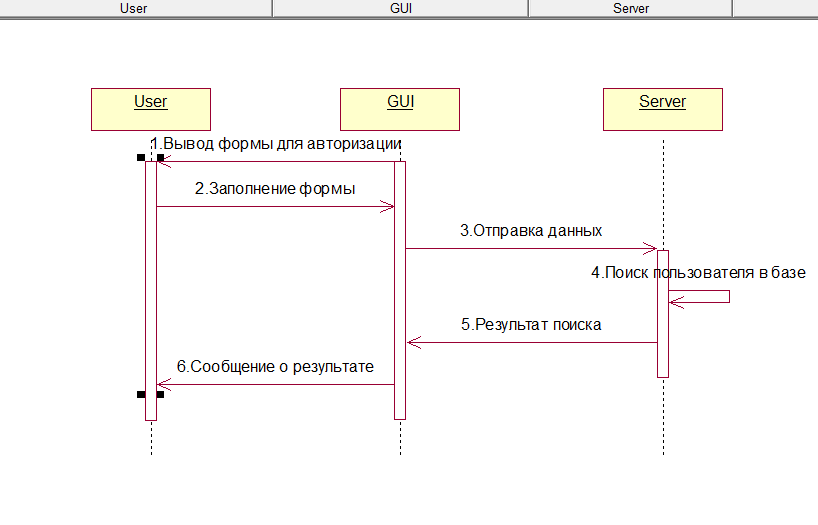 User GUI Server
User GUI Server
1.Вывод формы для авторизации
2.Заполнение формы
3.Отправка данных
4.Поиск пользователя в базе
5.Результат поиска
6.Сообщение о результате